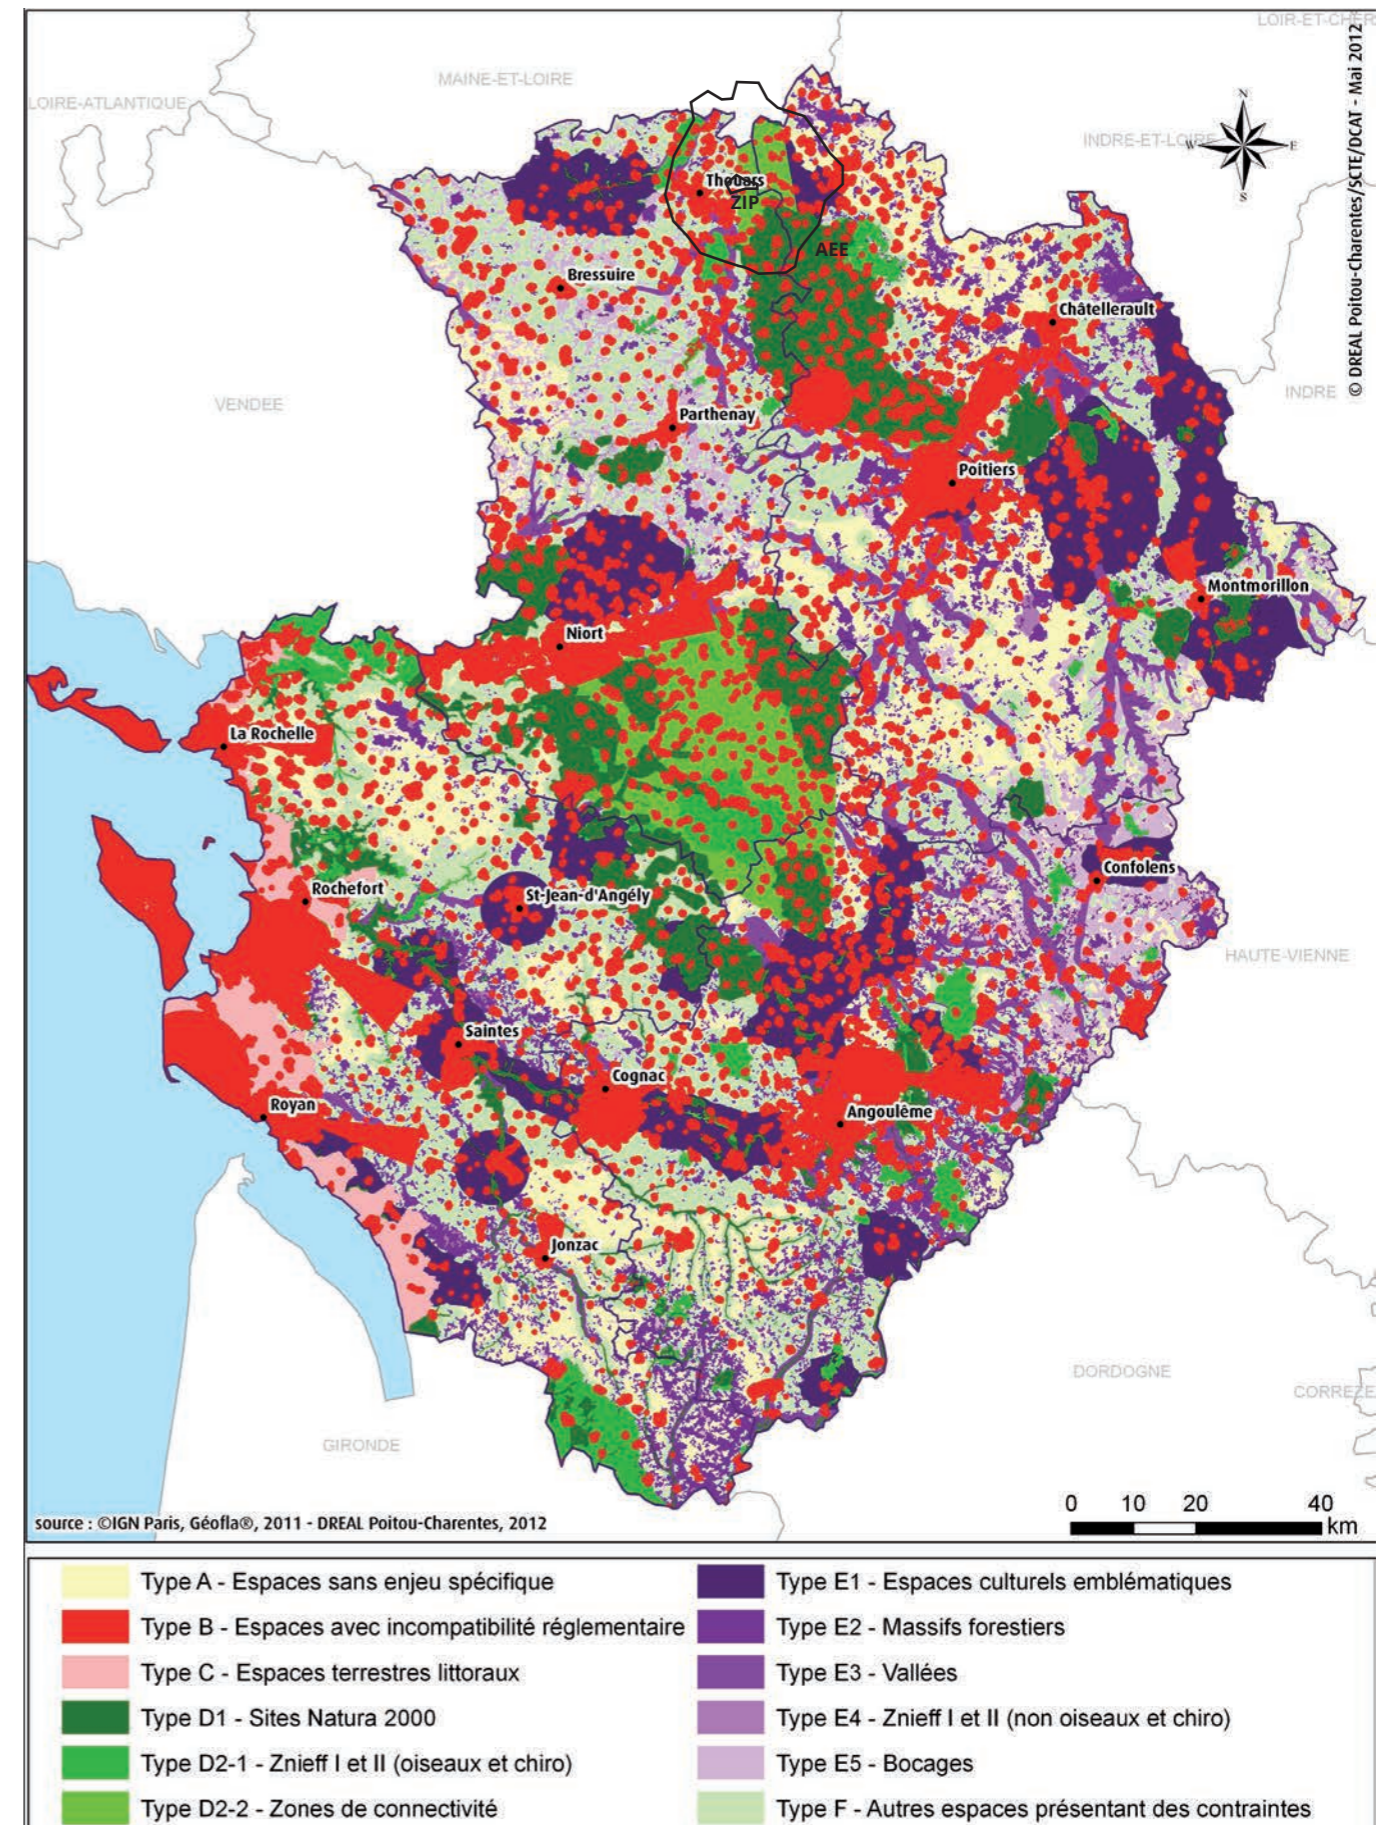 LOIR-ET-CHER
MAINE-ET-LOIRE
LOIRE-ATLANTIQUE
INDRE-ET-LOIRE
N
W
E
S
© DREAL Poitou-Charentes/SCTE/DCAT - Mai 2012
Thouars
ZIP
AEE
Bressuire
Châtellerault
VENDEE
INDRE
Parthenay
Poitiers
Montmorillon
Niort
La Rochelle
Confolens
Rochefort
St-Jean-d'Angély
HAUTE-VIENNE
Saintes
Cognac
Royan
Angoulême
Jonzac
DORDOGNE
CORREZE
GIRONDE
0 10 20 40
km
source : ©IGN Paris, Géofla®, 2011 - DREAL Poitou-Charentes, 2012
Type A - Espaces sans enjeu spécifique
Type B - Espaces avec incompatibilité réglementaire
Type C - Espaces terrestres littoraux
Type D1 - Sites Natura 2000
Type D2-1 - Znieff I et II (oiseaux et chiro)
Type D2-2 - Zones de connectivité
Type E1 - Espaces culturels emblématiques
Type E2 - Massifs forestiers
Type E3 - Vallées
Type E4 - Znieff I et II (non oiseaux et chiro)
Type E5 - Bocages
Type F - Autres espaces présentant des contraintes